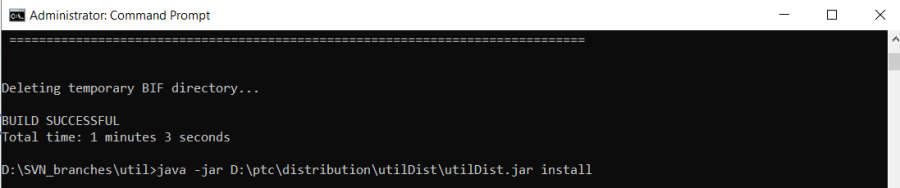 Administrator: Command Prompt
==============================================================================
Deleting temporary BIF directory...
BUILD SUCCESSFUL
Total time: 1 minutes 3 seconds
D:\SVN_branches\util>java -jar D:\ptc\distribution\utilDist\utilDist.jar install